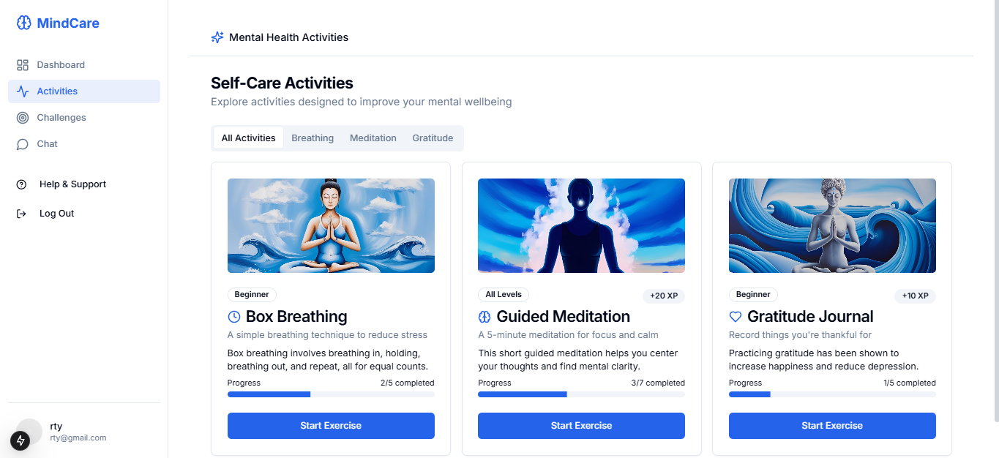 MindCare
Dashboard
Activities
Challenges
Chat
Help & Support
Log Out
rty
rty@gmail.com
Mental Health Activities
Self-Care Activities
Explore activities designed to improve your mental wellbeing
All Activities Breathing Meditation Gratitude
Beginner
Box Breathing
A simple breathing technique to reduce stress
Box breathing involves breathing in, holding,
breathing out, and repeat, all for equal counts.
Progress 2/5 completed
Start Exercise
All Levels +20 XP
Guided Meditation
A 5-minute meditation for focus and calm
This short guided meditation helps you center
your thoughts and find mental clarity.
Progress 3/7 completed
Start Exercise
Beginner +10 XP
Gratitude Journal
Record things you're thankful for
Practicing gratitude has been shown to
increase happiness and reduce depression.
Progress 1/5 completed
Start Exercise